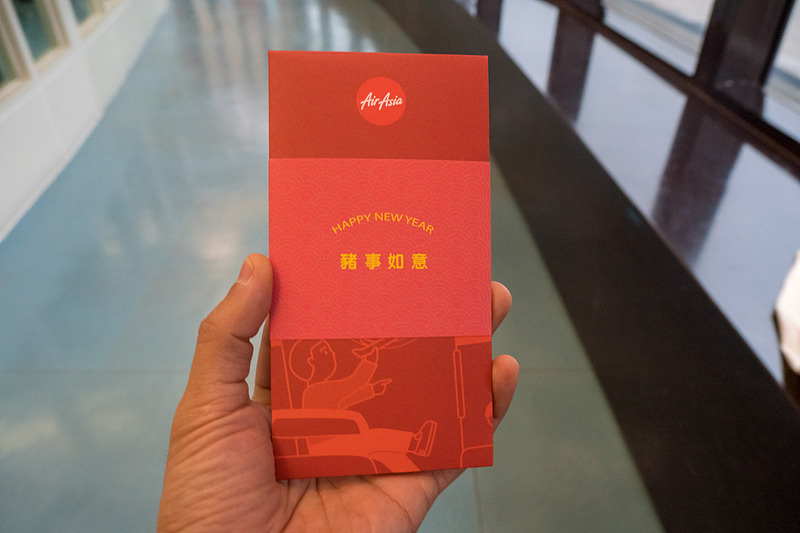 AirAsia
HAPPY NEW YEAR
豬事如意